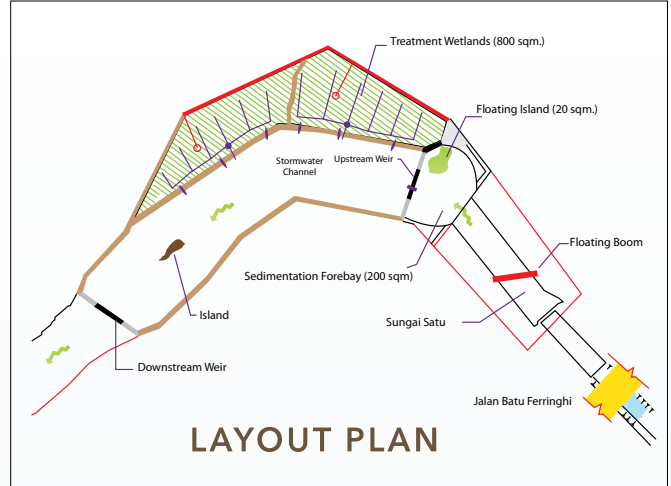 Treatment Wetlands (800 sqm.)
Floating Island (20 sqm.)
Stormwater
Channel
Upstream Weir
Floating Boom
Sedimentation Forebay (200 sqm)
Island
Sungai Satu
Downstream Weir
Jalan Batu Ferringhi
LAYOUT PLAN